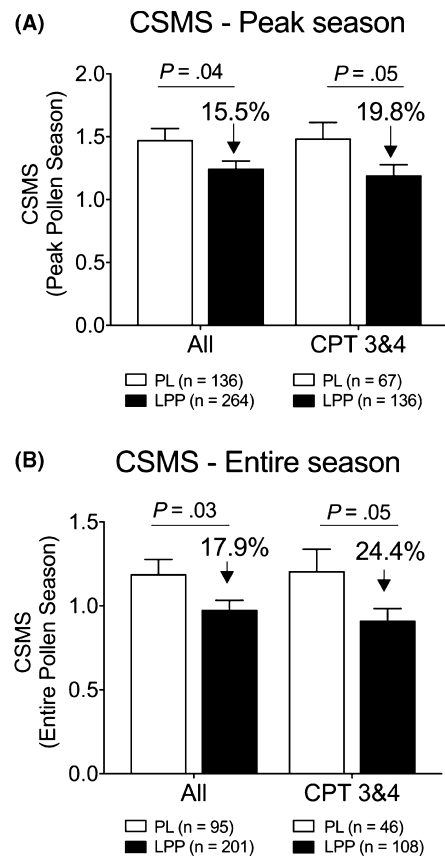 (A)
CSMS - Peak season
CSMS
(Peak Pollen Season)
2.0
1.5
1.0
0.5
0.0
P = .04
P = .05
15.5%
19.8%
All
CPT 3&4
PL (n = 136)
PL (n = 67)
LPP (n = 264)
LPP (n = 136)
(B)
CSMS - Entire season
CSMS
(Entire Pollen Season)
1.5
1.0
0.5
0.0
P = .03
P = .05
17.9%
24.4%
All
CPT 3&4
PL (n = 95)
PL (n = 46)
LPP (n = 201)
LPP (n = 108)